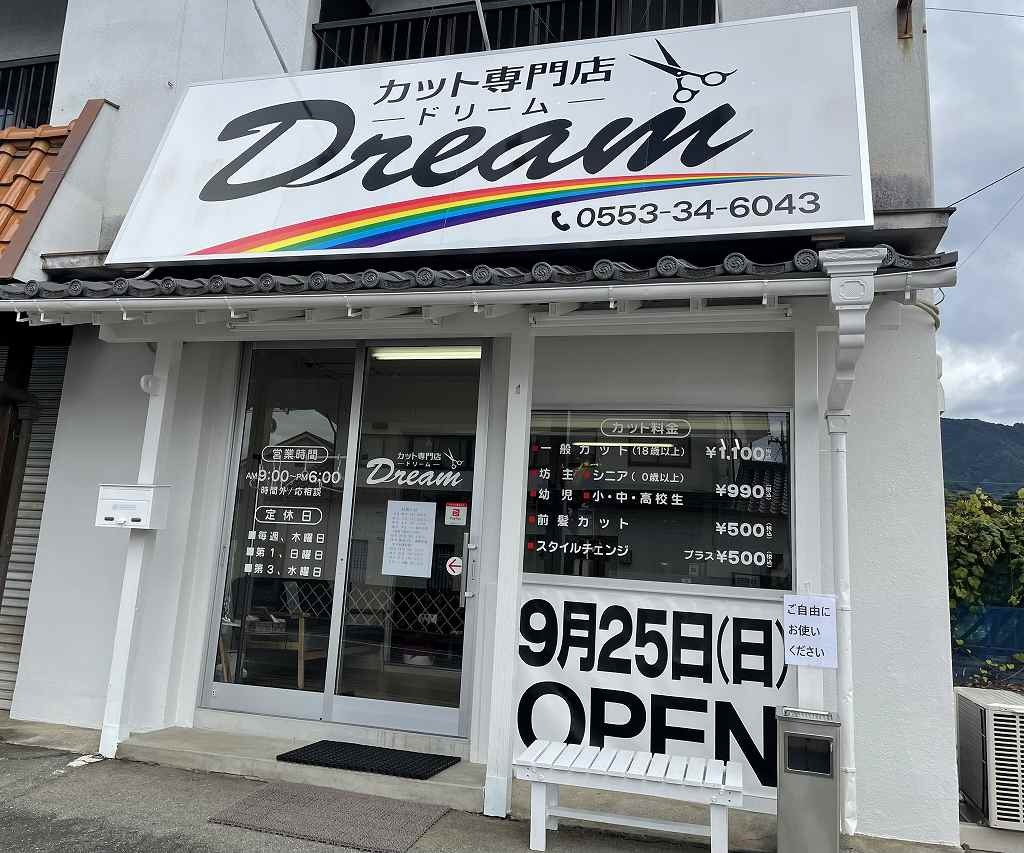 カット専門店
ドリーム
Dream
0553-34-6043
営業時間
AM9:00~PM6:00
時間外/応相談
定休日
■毎週、木曜日
■第1、日曜日
■第3、水曜日
カット専門店
ドリーム
Dream
PayPay
カット料金
■一般カット(18歳以上) ¥1,100
坊主■シニア( 0歳以上)
幼児■小・中・高校生 ¥990
■前髪カット ¥500
■スタイルチェンジ プラス¥500
9月25日(日)
OPEN
ご自由に
お使い
ください